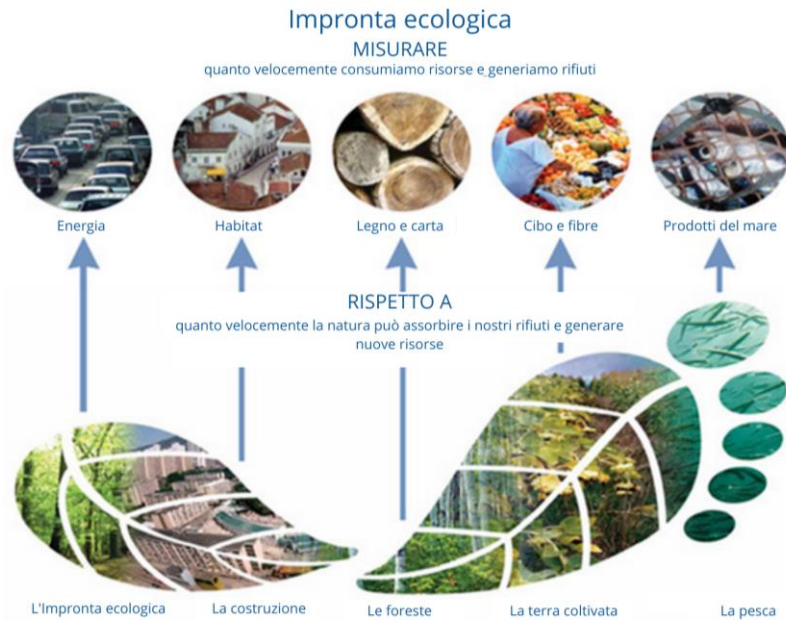 Impronta ecologica
MISURARE
quanto velocemente consumiamo risorse e generiamo rifiuti
Energia
Habitat
Legno e carta
Cibo e fibre
Prodotti del mare
RISPETTO A
quanto velocemente la natura può assorbire i nostri rifiuti e generare
nuove risorse
L'Impronta ecologica
La costruzione
Le foreste
La terra coltivata
La pesca